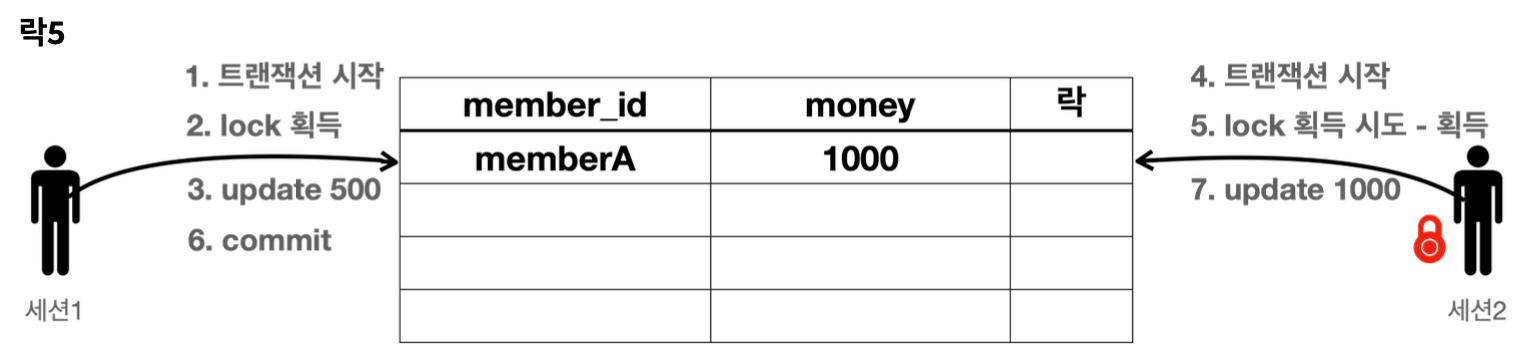 락5
1. 트랜잭션 시작
2. lock 획득
3. update 500
6. commit
세션1
member_id money 락
memberA 1000
4. 트랜잭션 시작
5. lock 획득 시도 - 획득
7. update 1000
세션2